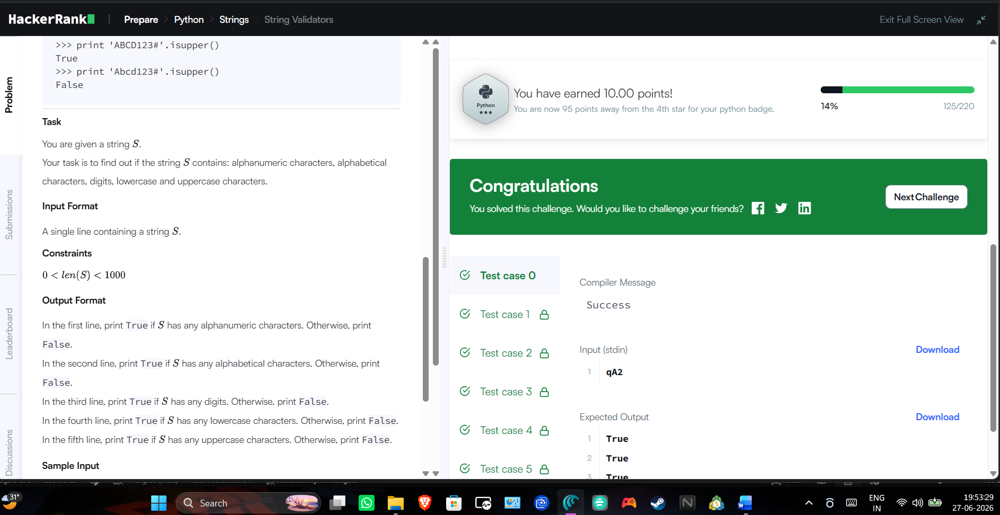 HackerRank
Prepare
Python
Strings
String Validators
Exit Full Screen View
Problem
Submissions
Leaderboard
Discussions
>>> print 'ABCD123#'.isupper()
True
>>> print 'Abcd123#'.isupper()
False
Task
You are given a string S.
Your task is to find out if the string S contains: alphanumeric characters, alphabetical
characters, digits, lowercase and uppercase characters.
Input Format
A single line containing a string S.
Constraints
0 < len(S) < 1000
Output Format
In the first line, print True if S has any alphanumeric characters. Otherwise, print
False.
In the second line, print True if S has any alphabetical characters. Otherwise, print
False.
In the third line, print True if S has any digits. Otherwise, print False.
In the fourth line, print True if S has any lowercase characters. Otherwise, print False.
In the fifth line, print True if S has any uppercase characters. Otherwise, print False.
Sample Input
Python
You have earned 10.00 points!
You are now 95 points away from the 4th star for your python badge.
14%
125/220
Congratulations
You solved this challenge. Would you like to challenge your friends?
Next Challenge
Test case 0
Test case 1
Test case 2
Test case 3
Test case 4
Test case 5
Compiler Message
Success
Input (stdin)
Download
1 qA2
Expected Output
Download
1 True
2 True
3 True
31°
Search
ENG
IN
19:53:29
27-06-2026